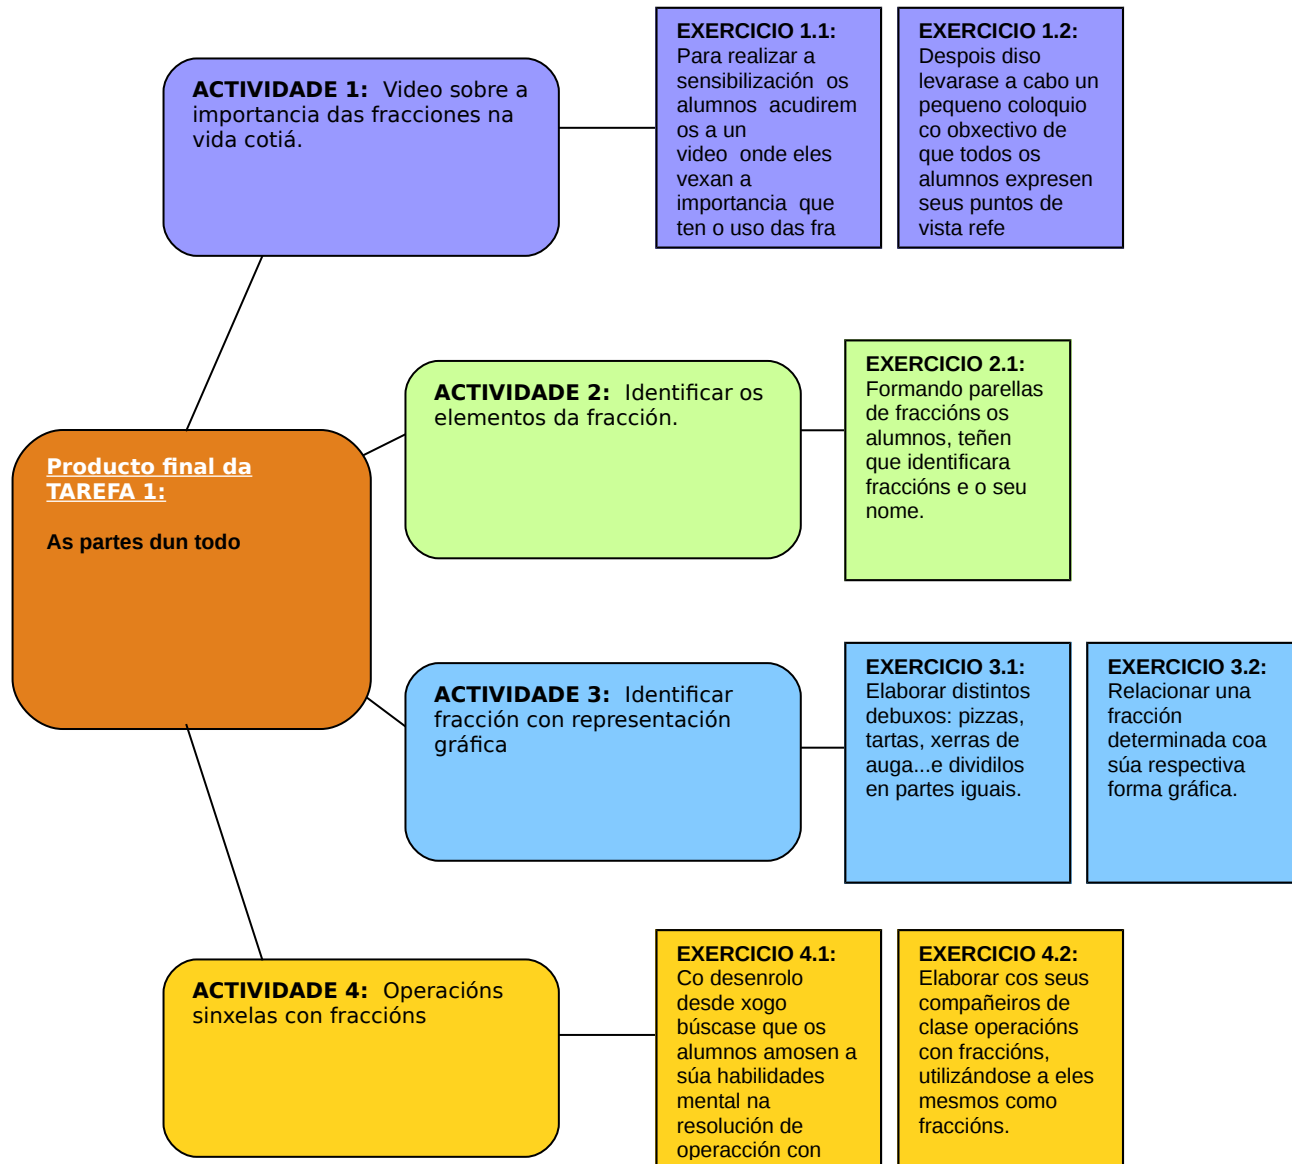 EXERCICIO 1.1:
Para realizar a
sensibilización os
alumnos acudirem
os a un
video onde eles
vexan a
importancia que
ten o uso das fra
EXERCICIO 1.2:
Despois diso
levarase a cabo un
pequeno coloquio
co obxectivo de
que todos os
alumnos expresen
seus puntos de
vista refe
ACTIVIDADE 1: Video sobre a
importancia das fracciones na
vida cotiá.
ACTIVIDADE 2: Identificar os
elementos da fracción.
EXERCICIO 2.1:
Formando parellas
de fraccións os
alumnos, teñen
que identificara
fraccións e o seu
nome.
Producto final da
TAREFA 1:
As partes dun todo
ACTIVIDADE 3: Identificar
fracción con representación
gráfica
EXERCICIO 3.1:
Elaborar distintos
debuxos: pizzas,
tartas, xerras de
auga...e dividilos
en partes iguais.
EXERCICIO 3.2:
Relacionar una
fracción
determinada coa
súa respectiva
forma gráfica.
ACTIVIDADE 4: Operacións
sinxelas con fraccións
EXERCICIO 4.1:
Co desenrolo
desde xogo
búscase que os
alumnos amosen a
súa habilidades
mental na
resolución de
operacción con
EXERCICIO 4.2:
Elaborar cos seus
compañeiros de
clase operacións
con fraccións,
utilizándose a eles
mesmos como
fraccións.